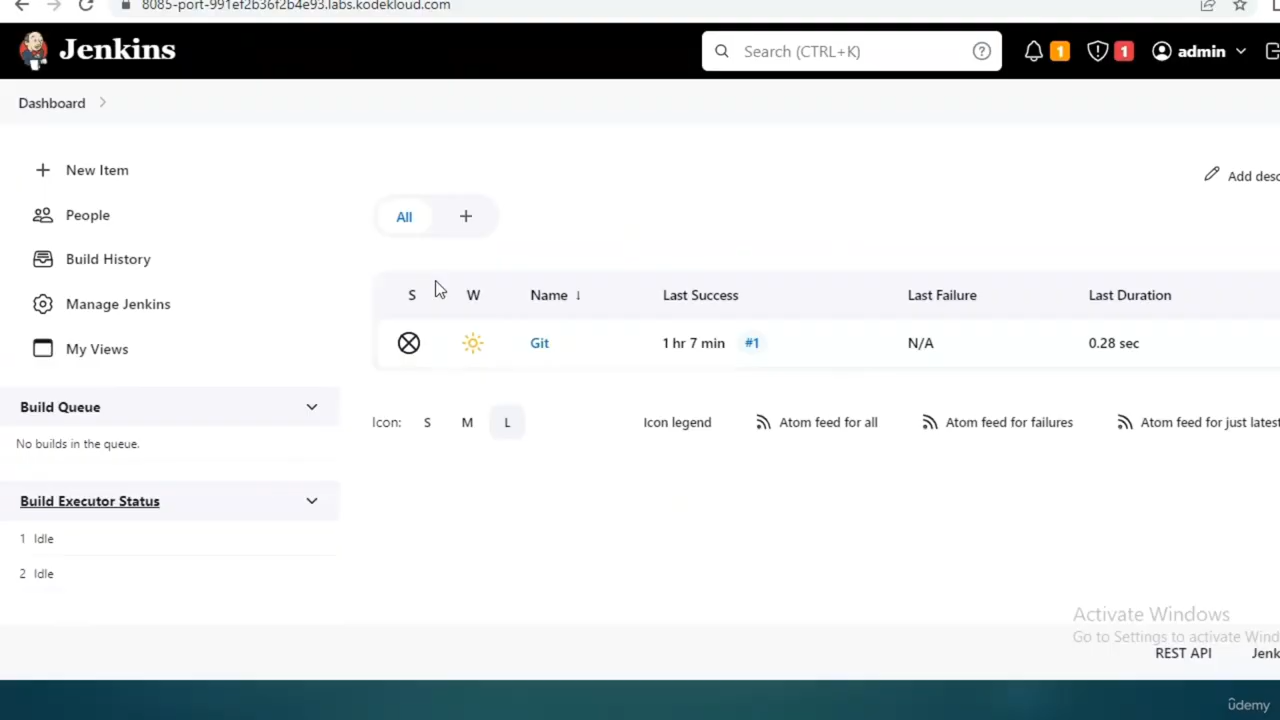 8085-port-991ef2b36f2b4e93.labs.kodekloud.com
Jenkins
Search (CTRL+K)
1
1
admin
Dashboard
New Item
People
Build History
Manage Jenkins
My Views
Add desc
All
S W Name ↓ Last Success Last Failure Last Duration
Git 1 hr 7 min #1 N/A 0.28 sec
Icon: S M L Icon legend Atom feed for all Atom feed for failures Atom feed for just latest
Build Queue
No builds in the queue.
Build Executor Status
1 Idle
2 Idle
Activate Windows
Go to Settings to activate Wind
REST API Jenk
ûdemy